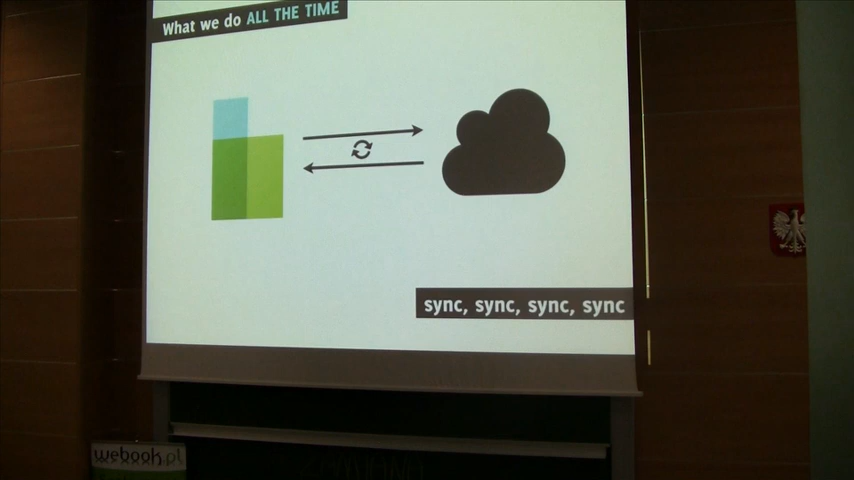 What we do ALL THE TIME
sync, sync, sync, sync
webook.pl